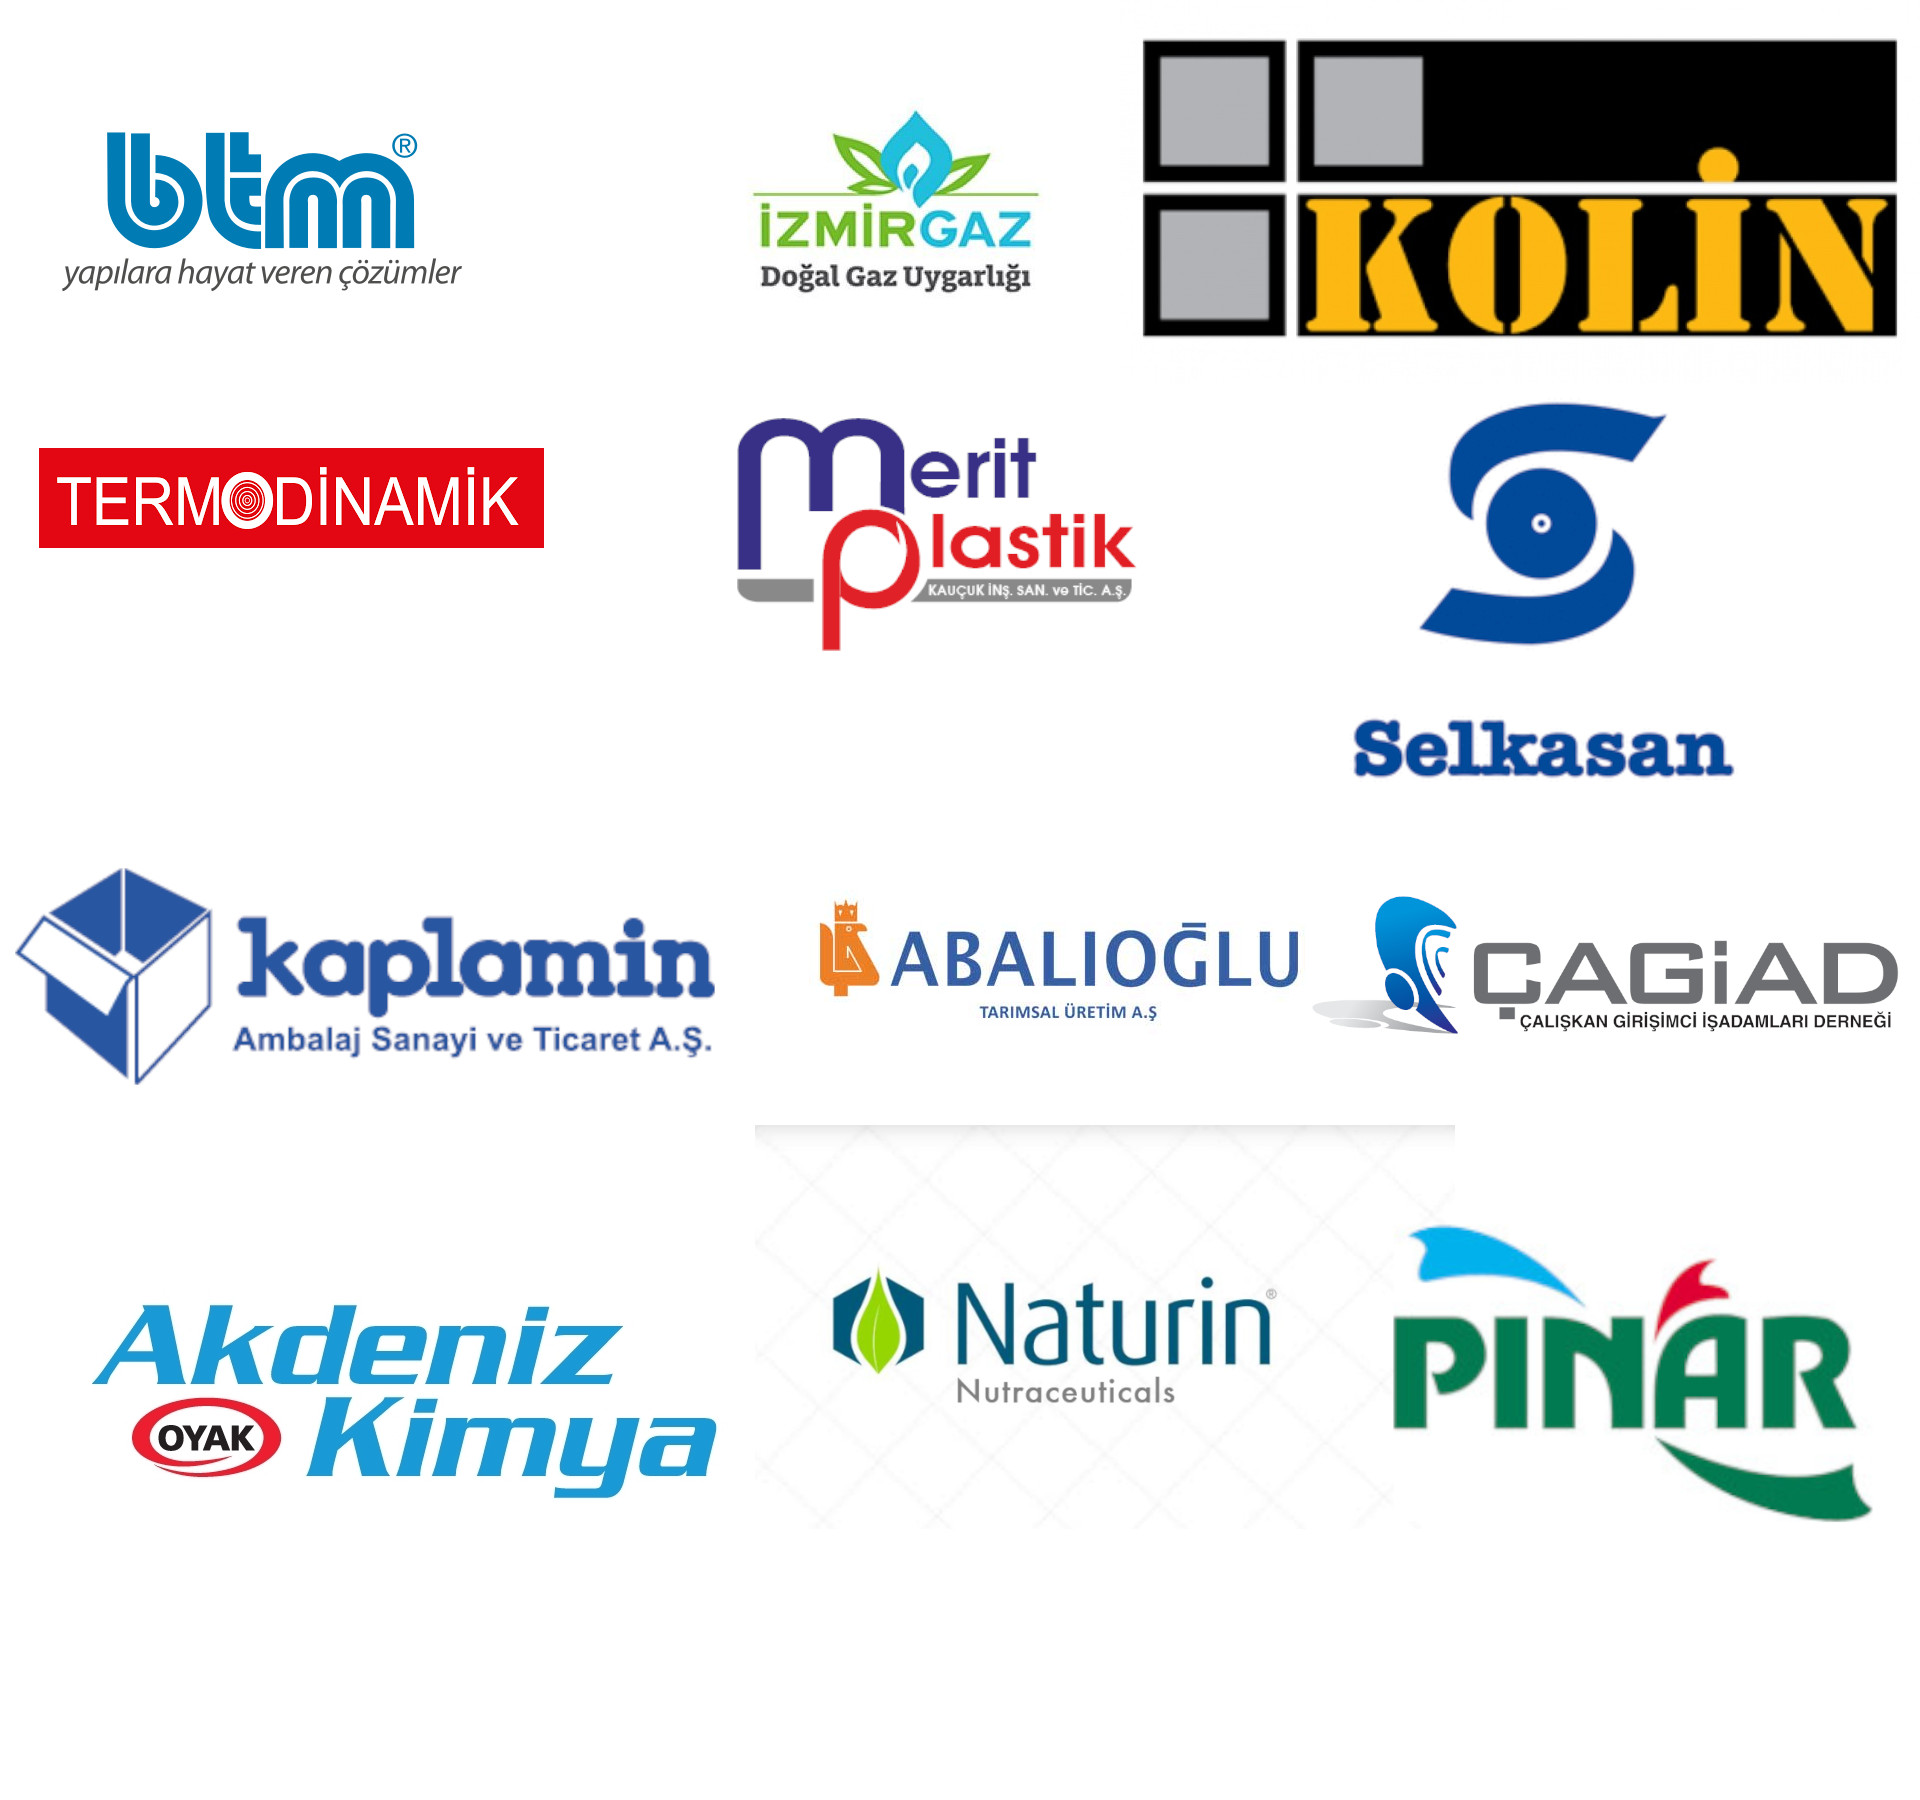 btm®
yapılara hayat veren çözümler
İZMİRGAZ
Doğal Gaz Uygarlığı
KOLİN
TERMODİNAMİK
merit
plastik
KAUÇUK İNŞ. SAN. ve TİC. A.Ş.
Selkasan
kaplamin
Ambalaj Sanayi ve Ticaret A.Ş.
ABALIOĞLU
TARIMSAL ÜRETİM A.Ş
ÇAGiAD
ÇALIŞKAN GİRİŞİMCİ İŞADAMLARI DERNEĞİ
Akdeniz
OYAK Kimya
Naturin®
Nutraceuticals
PINAR